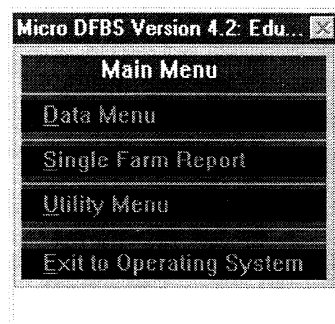 Micro DFBS Version 4.2: Edu...
Main Menu
Data Menu
Single Farm Report
Utility Menu
Exit to Operating System